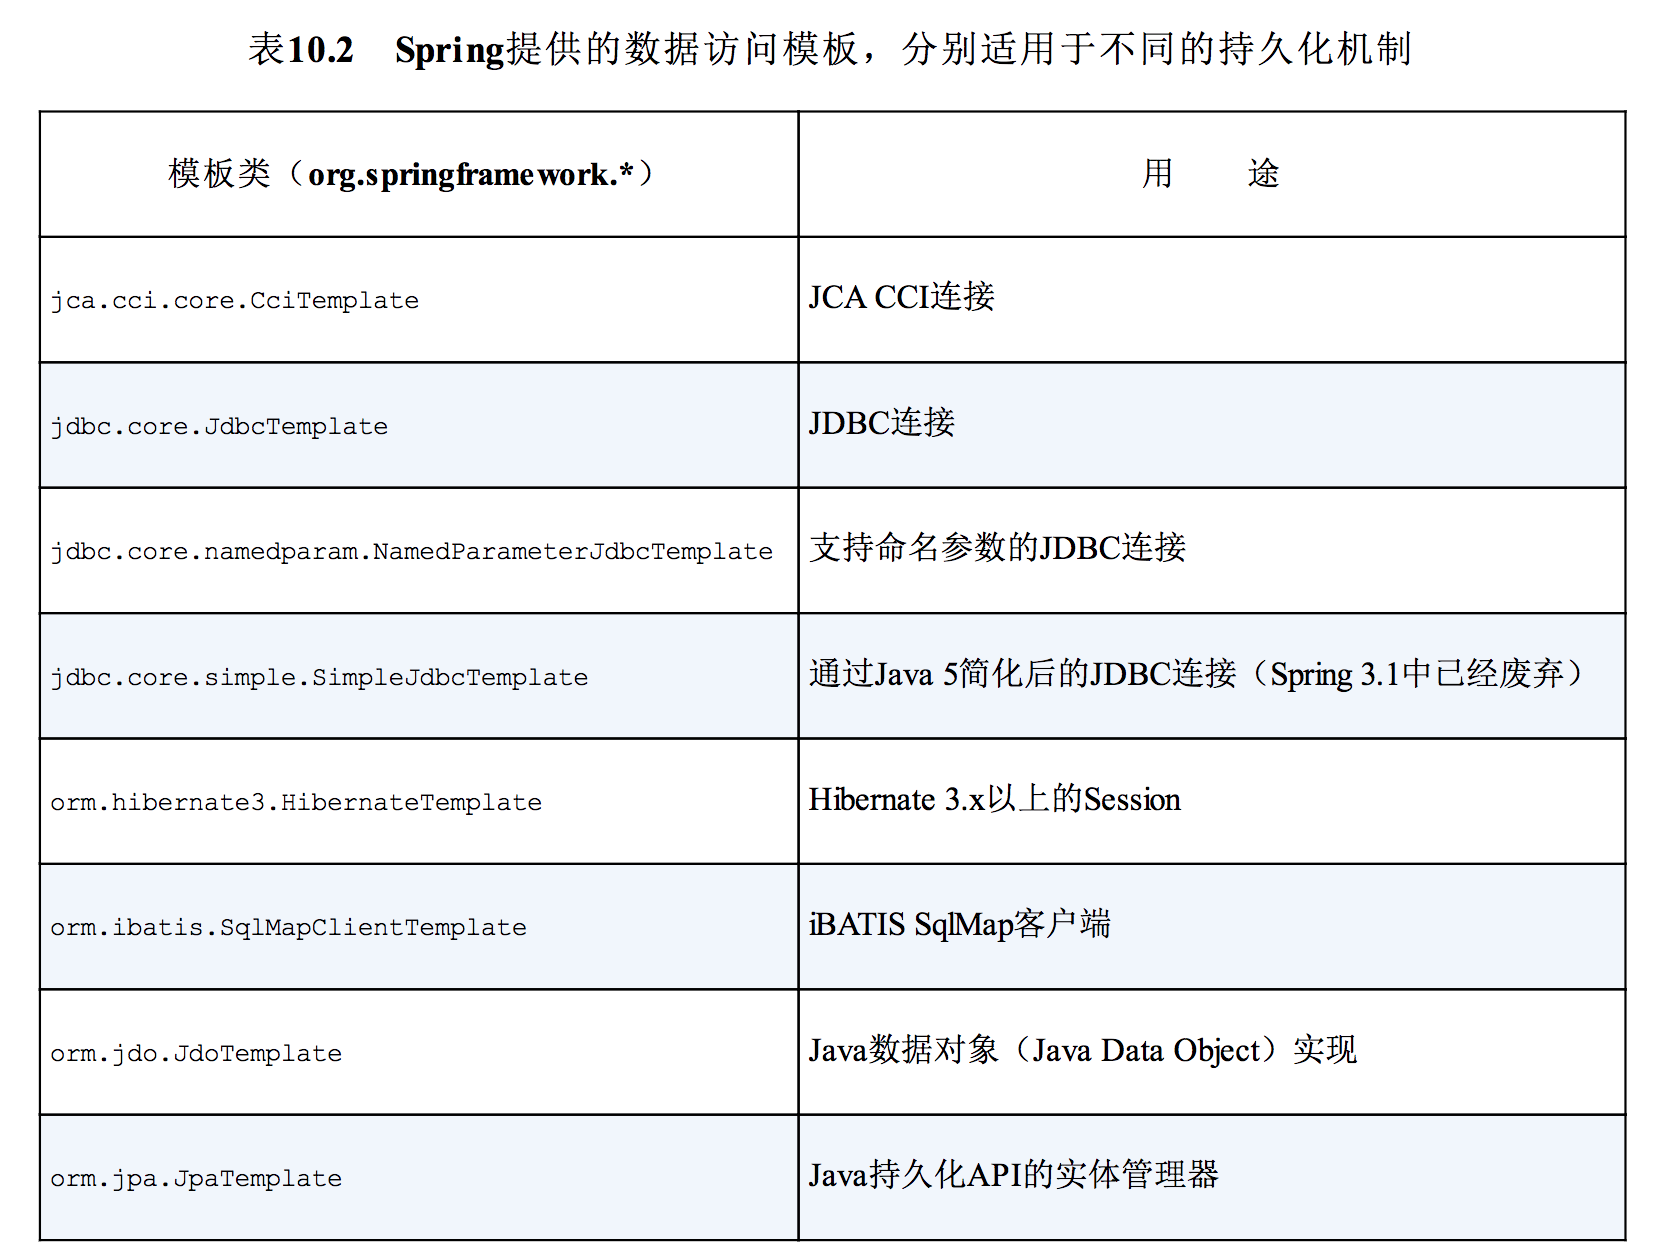 表10.2 Spring提供的数据访问模板，分别适用于不同的持久化机制
模板类（org.springframework.*） 用 途
jca.cci.core.CciTemplate JCA CCI连接
jdbc.core.JdbcTemplate JDBC连接
jdbc.core.namedparam.NamedParameterJdbcTemplate 支持命名参数的JDBC连接
jdbc.core.simple.SimpleJdbcTemplate 通过Java 5简化后的JDBC连接（Spring 3.1中已经废弃）
orm.hibernate3.HibernateTemplate Hibernate 3.x以上的Session
orm.ibatis.SqlMapClientTemplate iBATIS SqlMap客户端
orm.jdo.JdoTemplate Java数据对象（Java Data Object）实现
orm.jpa.JpaTemplate Java持久化API的实体管理器